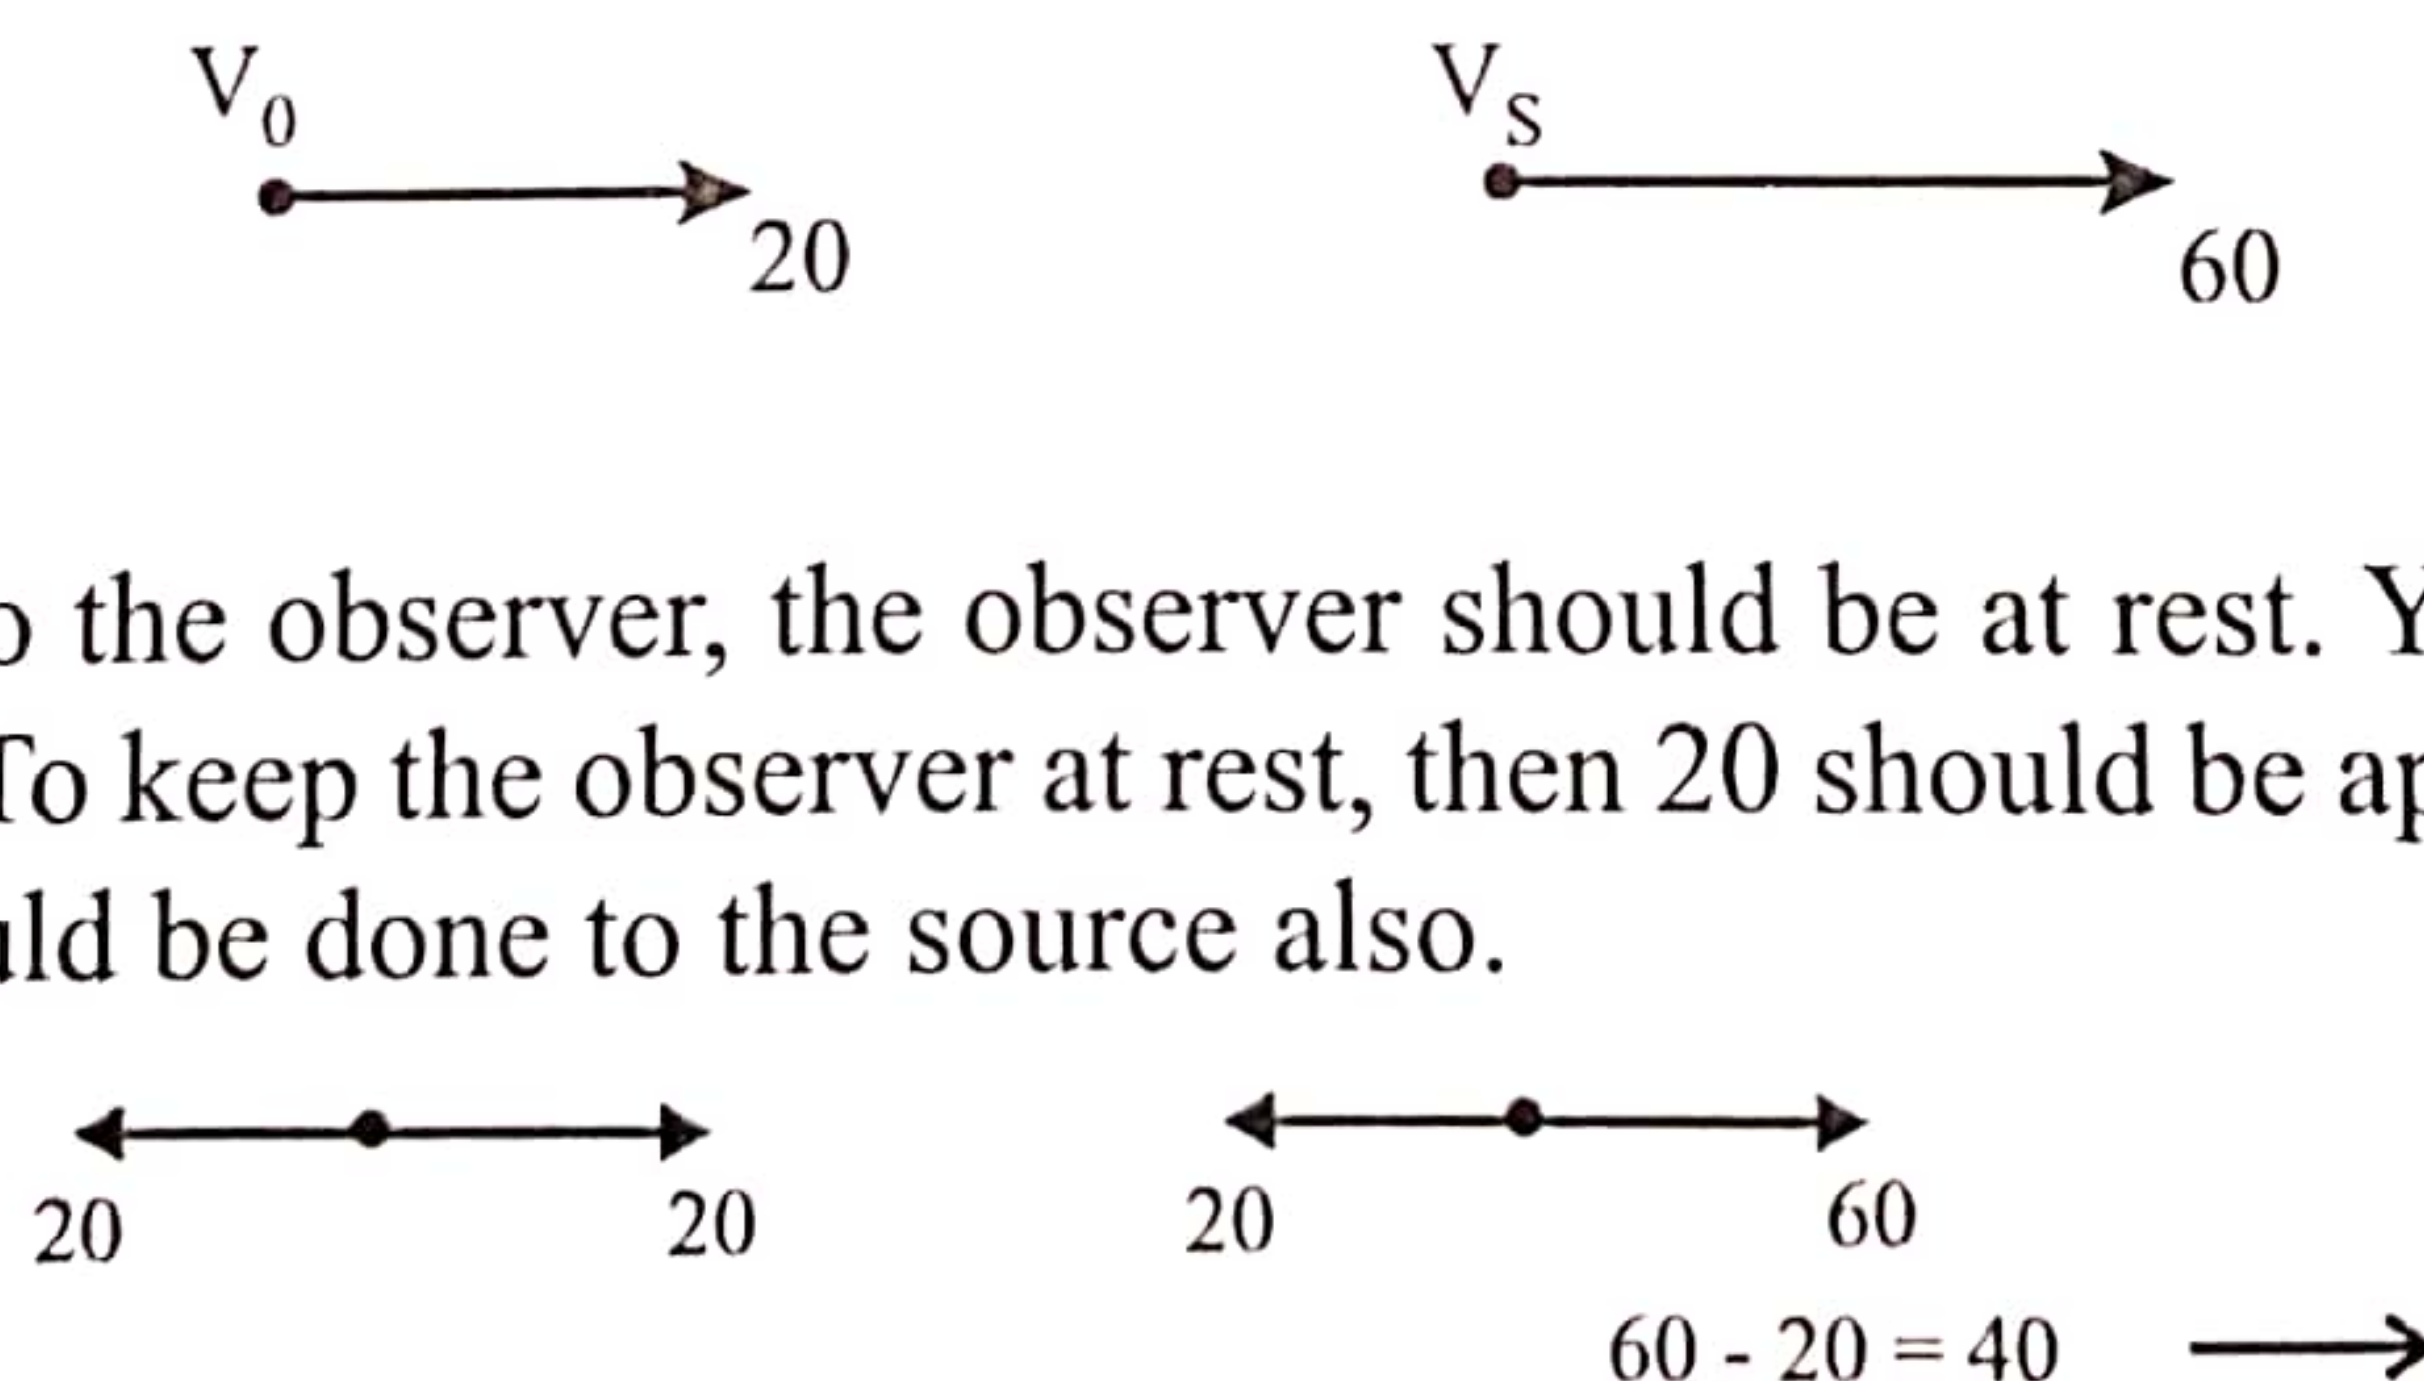 V0 VS
20 60
the observer, the observer should be at rest.
To keep the observer at rest, then 20 should be
be done to the source also.
20 20 20 60
60 - 20 = 40